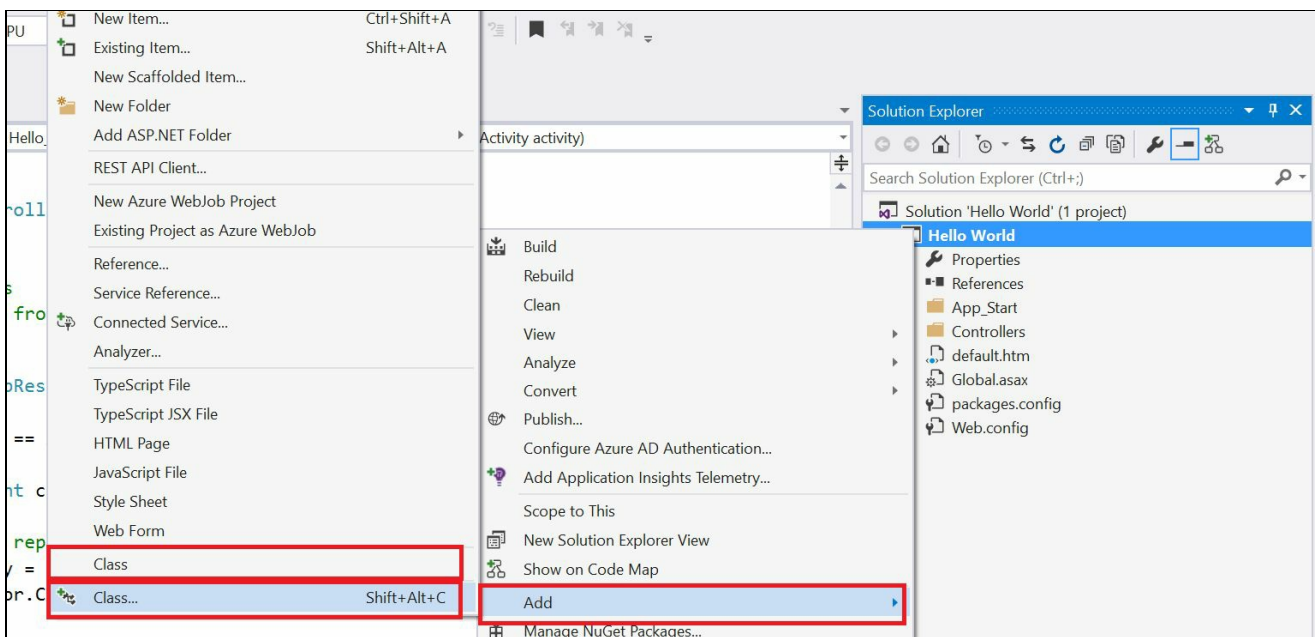 PU
Hello_
roll
s
fro
oRes
==
nt c
rep
y =
or.C
New Item... Ctrl+Shift+A
Existing Item... Shift+Alt+A
New Scaffolded Item...
New Folder
Add ASP.NET Folder
REST API Client...
New Azure WebJob Project
Existing Project as Azure WebJob
Reference...
Service Reference...
Connected Service...
Analyzer...
TypeScript File
TypeScript JSX File
HTML Page
JavaScript File
Style Sheet
Web Form
Class
Class... Shift+Alt+C
Activity activity)
Build
Rebuild
Clean
View
Analyze
Convert
Publish...
Configure Azure AD Authentication...
Add Application Insights Telemetry...
Scope to This
New Solution Explorer View
Show on Code Map
Add
Manage NuGet Packages...
Solution Explorer
Search Solution Explorer (Ctrl+;)
Solution 'Hello World' (1 project)
Hello World
Properties
References
App_Start
Controllers
default.htm
Global.asax
packages.config
Web.config